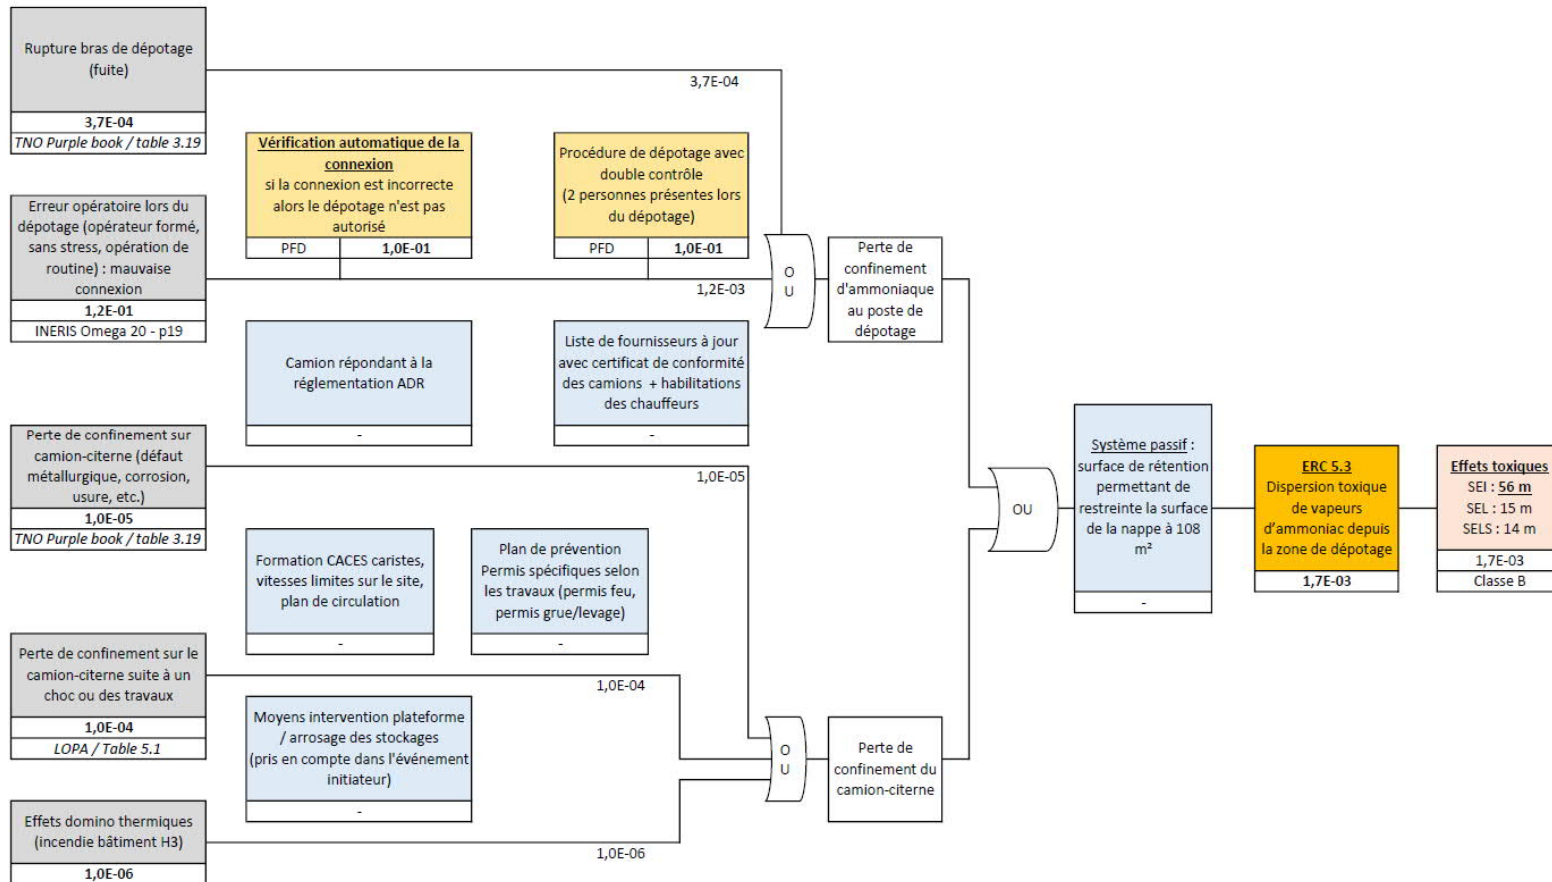 Rupture bras de dépotage
(fuite)
3,7E-04
TNO Purple book / table 3.19
3,7E-04
Vérification automatique de la
connexion
si la connexion est incorrecte
alors le dépotage n'est pas
autorisé
PFD
1,0E-01
Procédure de dépotage avec
double contrôle
(2 personnes présentes lors
du dépotage)
PFD
1,0E-01
Erreur opératoire lors du
dépotage (opérateur formé,
sans stress, opération de
routine) : mauvaise
connexion
1,2E-01
INERIS Omega 20 - p19
1,2E-03
O
U
Perte de
confinement
d'ammoniaque
au poste de
dépotage
Camion répondant à la
réglementation ADR
-
Liste de fournisseurs à jour
avec certificat de conformité
des camions + habilitations
des chauffeurs
-
Perte de confinement sur
camion-citerne (défaut
métallurgique, corrosion,
usure, etc.)
1,0E-05
TNO Purple book / table 3.19
1,0E-05
OU
Système passif :
surface de rétention
permettant de
restreinte la surface
de la nappe à 108
m²
-
ERC 5.3
Dispersion toxique
de vapeurs
d’ammoniac depuis
la zone de dépotage
1,7E-03
Effets toxiques
SEI : 56 m
SEL : 15 m
SELS : 14 m
1,7E-03
Classe B
Formation CACES caristes,
vitesses limites sur le site,
plan de circulation
-
Plan de prévention
Permis spécifiques selon
les travaux (permis feu,
permis grue/levage)
-
Perte de confinement sur le
camion-citerne suite à un
choc ou des travaux
1,0E-04
LOPA / Table 5.1
1,0E-04
Moyens intervention plateforme
/ arrosage des stockages
(pris en compte dans l'événement
initiateur)
-
O
U
Perte de
confinement du
camion-citerne
Effets domino thermiques
(incendie bâtiment H3)
1,0E-06
1,0E-06